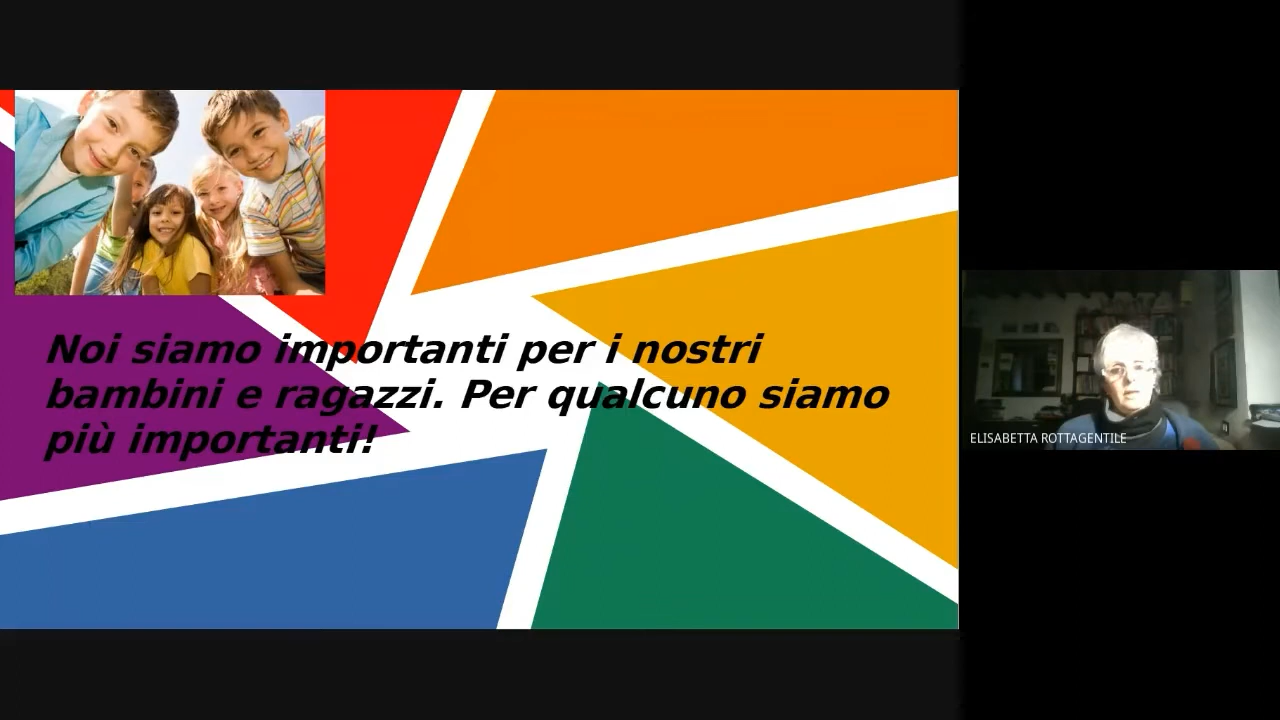 Noi siamo importanti per i nostri
bambini e ragazzi. Per qualcuno siamo
più importanti!
ELISABETTA ROTTAGENTILE